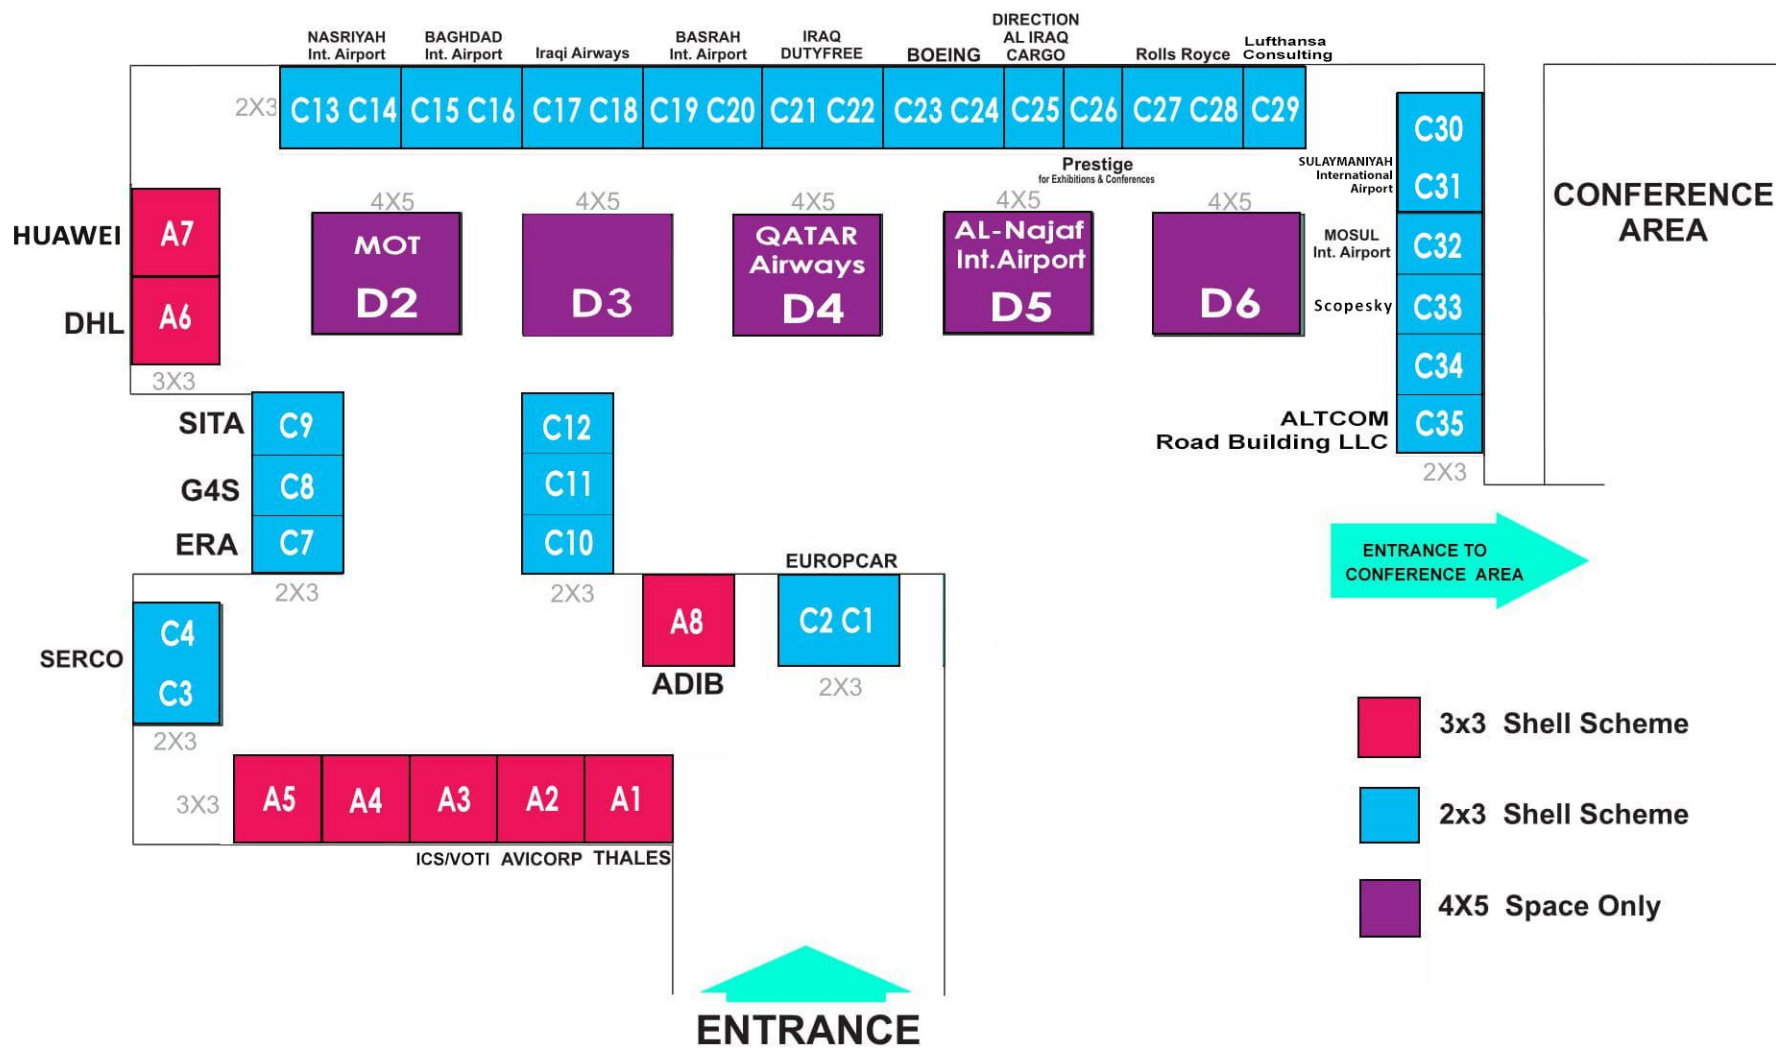 NASRIYAH
Int. Airport
BAGHDAD
Int. Airport
Iraqi Airways
BASRAH
Int. Airport
IRAQ
DUTYFREE
BOEING
DIRECTION
AL IRAQ
CARGO
Rolls Royce
Lufthansa
Consulting
2X3
C13 C14
C15 C16
C17 C18
C19 C20
C21 C22
C23 C24
C25
C26
C27 C28
C29
Prestige
for Exhibitions & Conferences
C30
SULAYMANIYAH
International
Airport
C31
CONFERENCE
AREA
HUAWEI
A7
DHL
A6
3X3
4X5
MOT
D2
4X5
D3
4X5
QATAR
Airways
D4
4X5
AL-Najaf
Int.Airport
D5
4X5
D6
MOSUL
Int. Airport
C32
Scopesky
C33
C34
ALTCOM
Road Building LLC
C35
2X3
SITA
C9
G4S
C8
ERA
C7
2X3
C12
C11
C10
2X3
ENTRANCE TO
CONFERENCE AREA
EUROPCAR
A8
ADIB
C2 C1
2X3
SERCO
C4
C3
2X3
3X3
A5
A4
A3
A2
A1
ICS/VOTI
AVICORP
THALES
3x3 Shell Scheme
2x3 Shell Scheme
4X5 Space Only
ENTRANCE